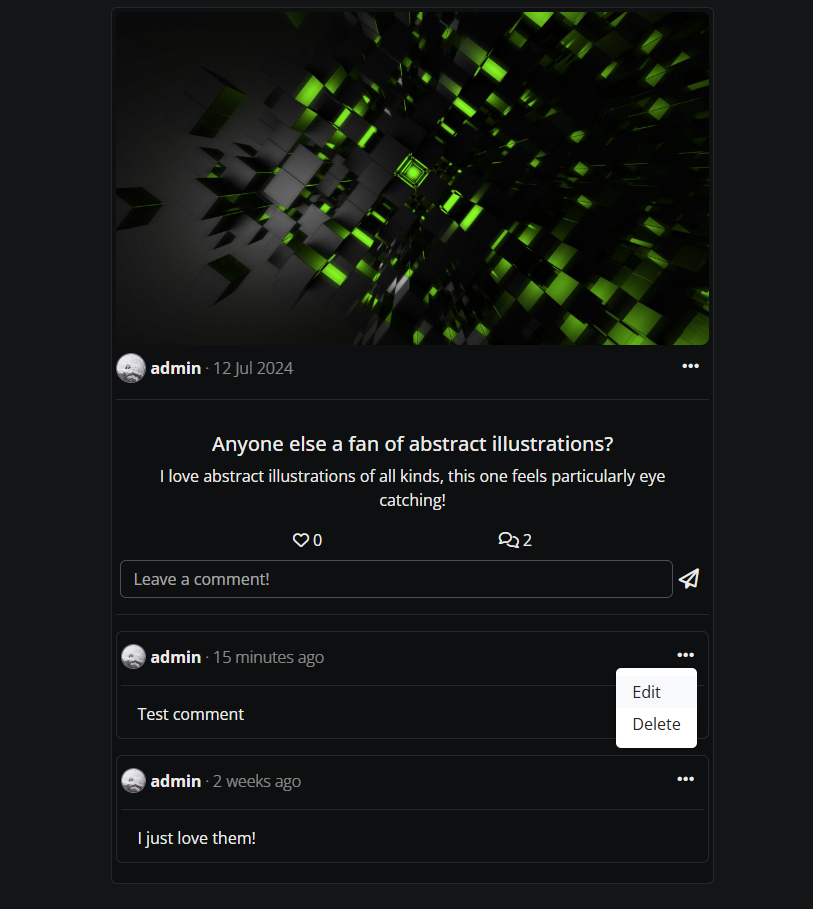 admin · 12 Jul 2024
Anyone else a fan of abstract illustrations?
I love abstract illustrations of all kinds, this one feels particularly eye
catching!
0 2
Leave a comment!
admin · 15 minutes ago
Edit
Test comment
Delete
admin · 2 weeks ago
I just love them!